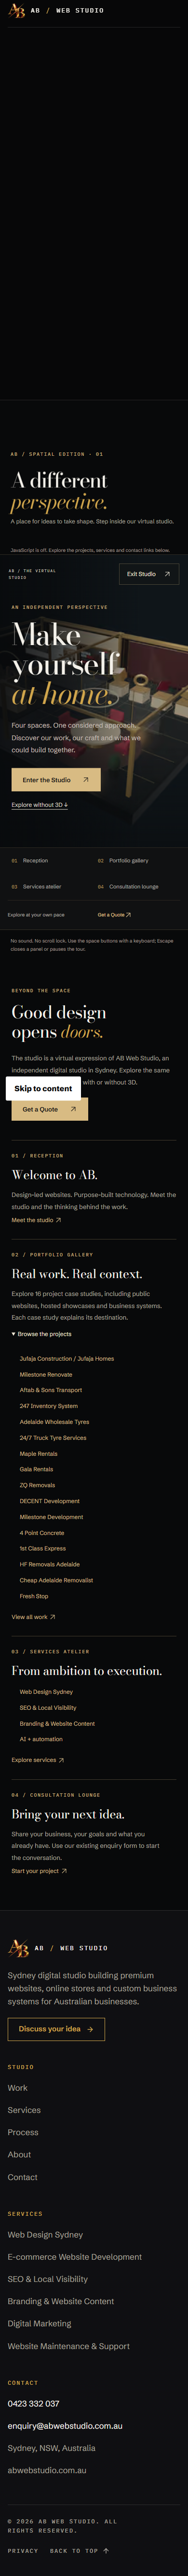 AB / WEB STUDIO
AB / SPATIAL EDITION - 01
A different
perspective.
A place for ideas to take shape. Step inside our virtual studio.
JavaScript is off. Explore the projects, services and contact links below.
AB / THE VIRTUAL
STUDIO
Exit Studio ↗
AN INDEPENDENT PERSPECTIVE
Make
yourself
at home.
Four spaces. One considered approach.
Discover our work, our craft and what we
could build together.
Enter the Studio ↗
Explore without 3D ↓
01 Reception
02 Portfolio gallery
03 Services atelier
04 Consultation lounge
Explore at your own pace
Get a Quote ↗
No sound. No scroll lock. Use the space buttons with a keyboard; Escape
closes a panel or pauses the tour.
BEYOND THE SPACE
Good design
opens doors.
The studio is a virtual expression of AB Web Studio, an
independent digital studio in Sydney. Explore the same
Skip to content
with or without 3D.
Get a Quote ↗
01 / RECEPTION
Welcome to AB.
Design-led websites. Purpose-built technology. Meet the
studio and the thinking behind the work.
Meet the studio ↗
02 / PORTFOLIO GALLERY
Real work. Real context.
Explore 16 project case studies, including public
websites, hosted showcases and business systems.
Each case study explains its destination.
▼ Browse the projects
Jufaja Construction / Jufaja Homes
Milestone Renovate
Aftab & Sons Transport
247 Inventory System
Adelaide Wholesale Tyres
24/7 Truck Tyre Services
Maple Rentals
Gala Rentals
ZQ Removals
DECENT Development
Milestone Development
4 Point Concrete
1st Class Express
HF Removals Adelaide
Cheap Adelaide Removalist
Fresh Stop
View all work ↗
03 / SERVICES ATELIER
From ambition to execution.
Web Design Sydney
SEO & Local Visibility
Branding & Website Content
AI + automation
Explore services ↗
04 / CONSULTATION LOUNGE
Bring your next idea.
Share your business, your goals and what you
already have. Use our existing enquiry form to start
the conversation.
Start your project ↗
AB / WEB STUDIO
Sydney digital studio building premium
websites, online stores and custom business
systems for Australian businesses.
Discuss your idea →
STUDIO
Work
Services
Process
About
Contact
SERVICES
Web Design Sydney
E-commerce Website Development
SEO & Local Visibility
Branding & Website Content
Digital Marketing
Website Maintenance & Support
CONTACT
0423 332 037
enquiry@abwebstudio.com.au
Sydney, NSW, Australia
abwebstudio.com.au
© 2026 AB WEB STUDIO. ALL
RIGHTS RESERVED.
PRIVACY BACK TO TOP ↑